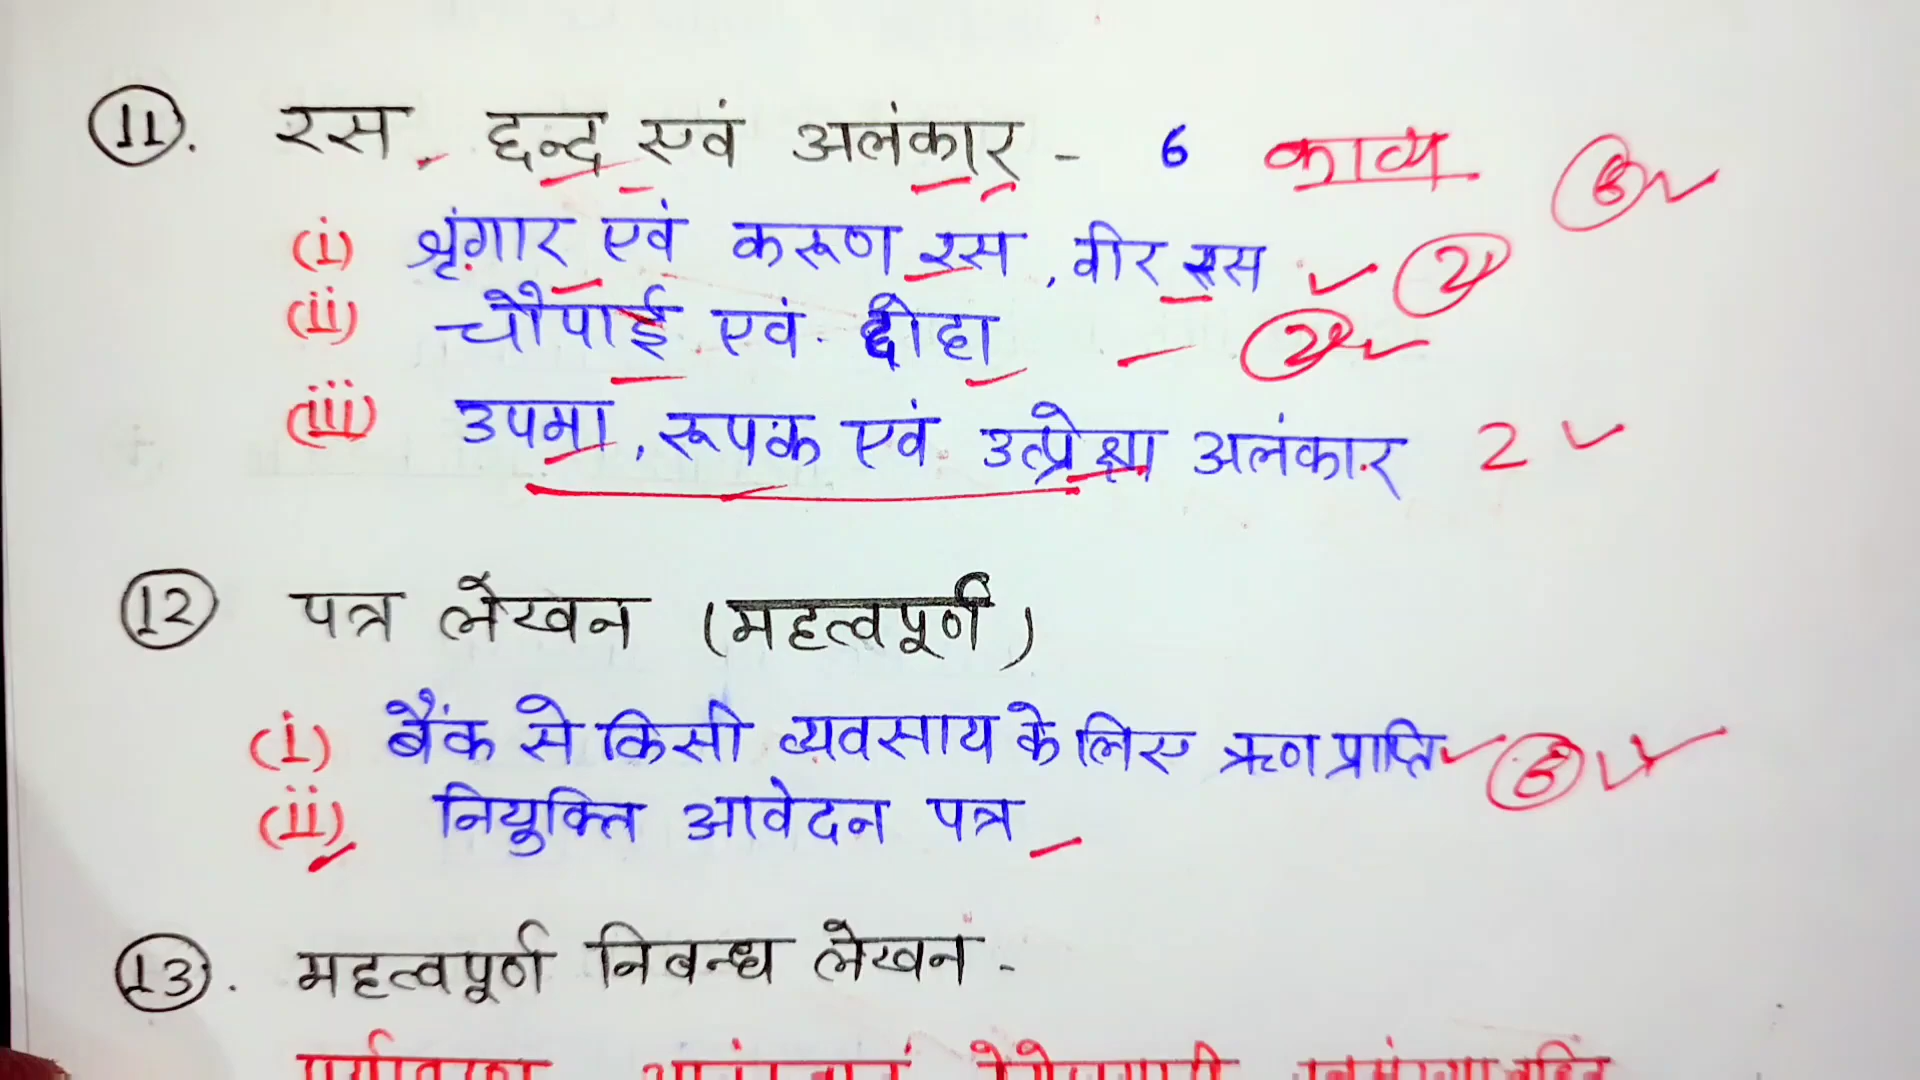 11. रस, छन्द एवं अलंकार - 6 काव्य 6
(i) श्रृंगार एवं करूण रस, वीर रस 2
(ii) चौपाई एवं दोहा - 2
(iii) उपमा, रूपक एवं उत्प्रेक्षा अलंकार 2
12 पत्र लेखन (महत्वपूर्ण)
(i) बैंक से किसी व्यवसाय के लिए ऋण प्राप्ति
(ii) नियुक्ति आवेदन पत्र
13. महत्वपूर्ण निबन्ध लेखन -